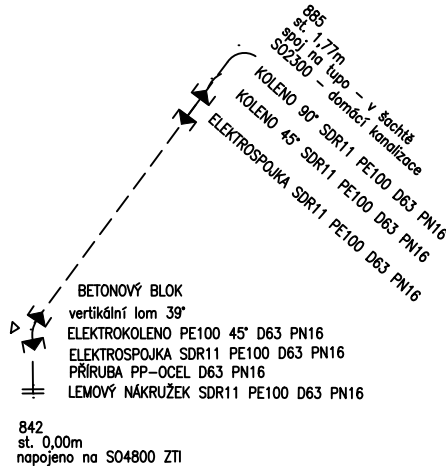 885
st. 1,77m
spoj na tupo - v šachtě
SO2300 - domácí kanalizace
KOLENO 90° SDR11 PE100 D63 PN16
KOLENO 45° SDR11 PE100 D63 PN16
ELEKTROSPOJKA SDR11 PE100 D63 PN16
BETONOVÝ BLOK
vertikální lom 39°
ELEKTROKOLENO PE100 45° D63 PN16
ELEKTROSPOJKA SDR11 PE100 D63 PN16
PŘÍRUBA PP-OCEL D63 PN16
LEMOVÝ NÁKRUŽEK SDR11 PE100 D63 PN16
842
st. 0,00m
napojeno na SO4800 ZTI